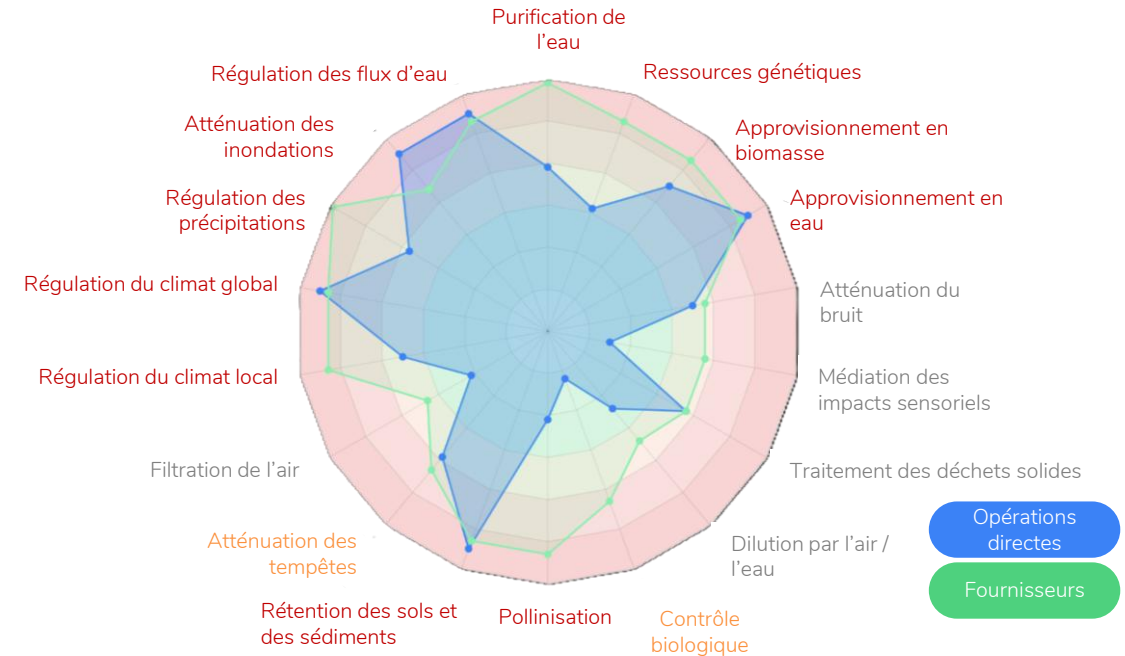 Purification de
l'eau
Ressources génétiques
Régulation des flux d'eau
Atténuation des
inondations
Approvisionnement en
biomasse
Régulation des
précipitations
Approvisionnement en
eau
Régulation du climat global
Atténuation du
bruit
Régulation du climat local
Médiation des
impacts sensoriels
Filtration de l'air
Traitement des déchets solides
Atténuation des
tempêtes
Dilution par l'air /
l'eau
Rétention des sols et
des sédiments
Pollinisation
Contrôle
biologique
Opérations
directes
Fournisseurs